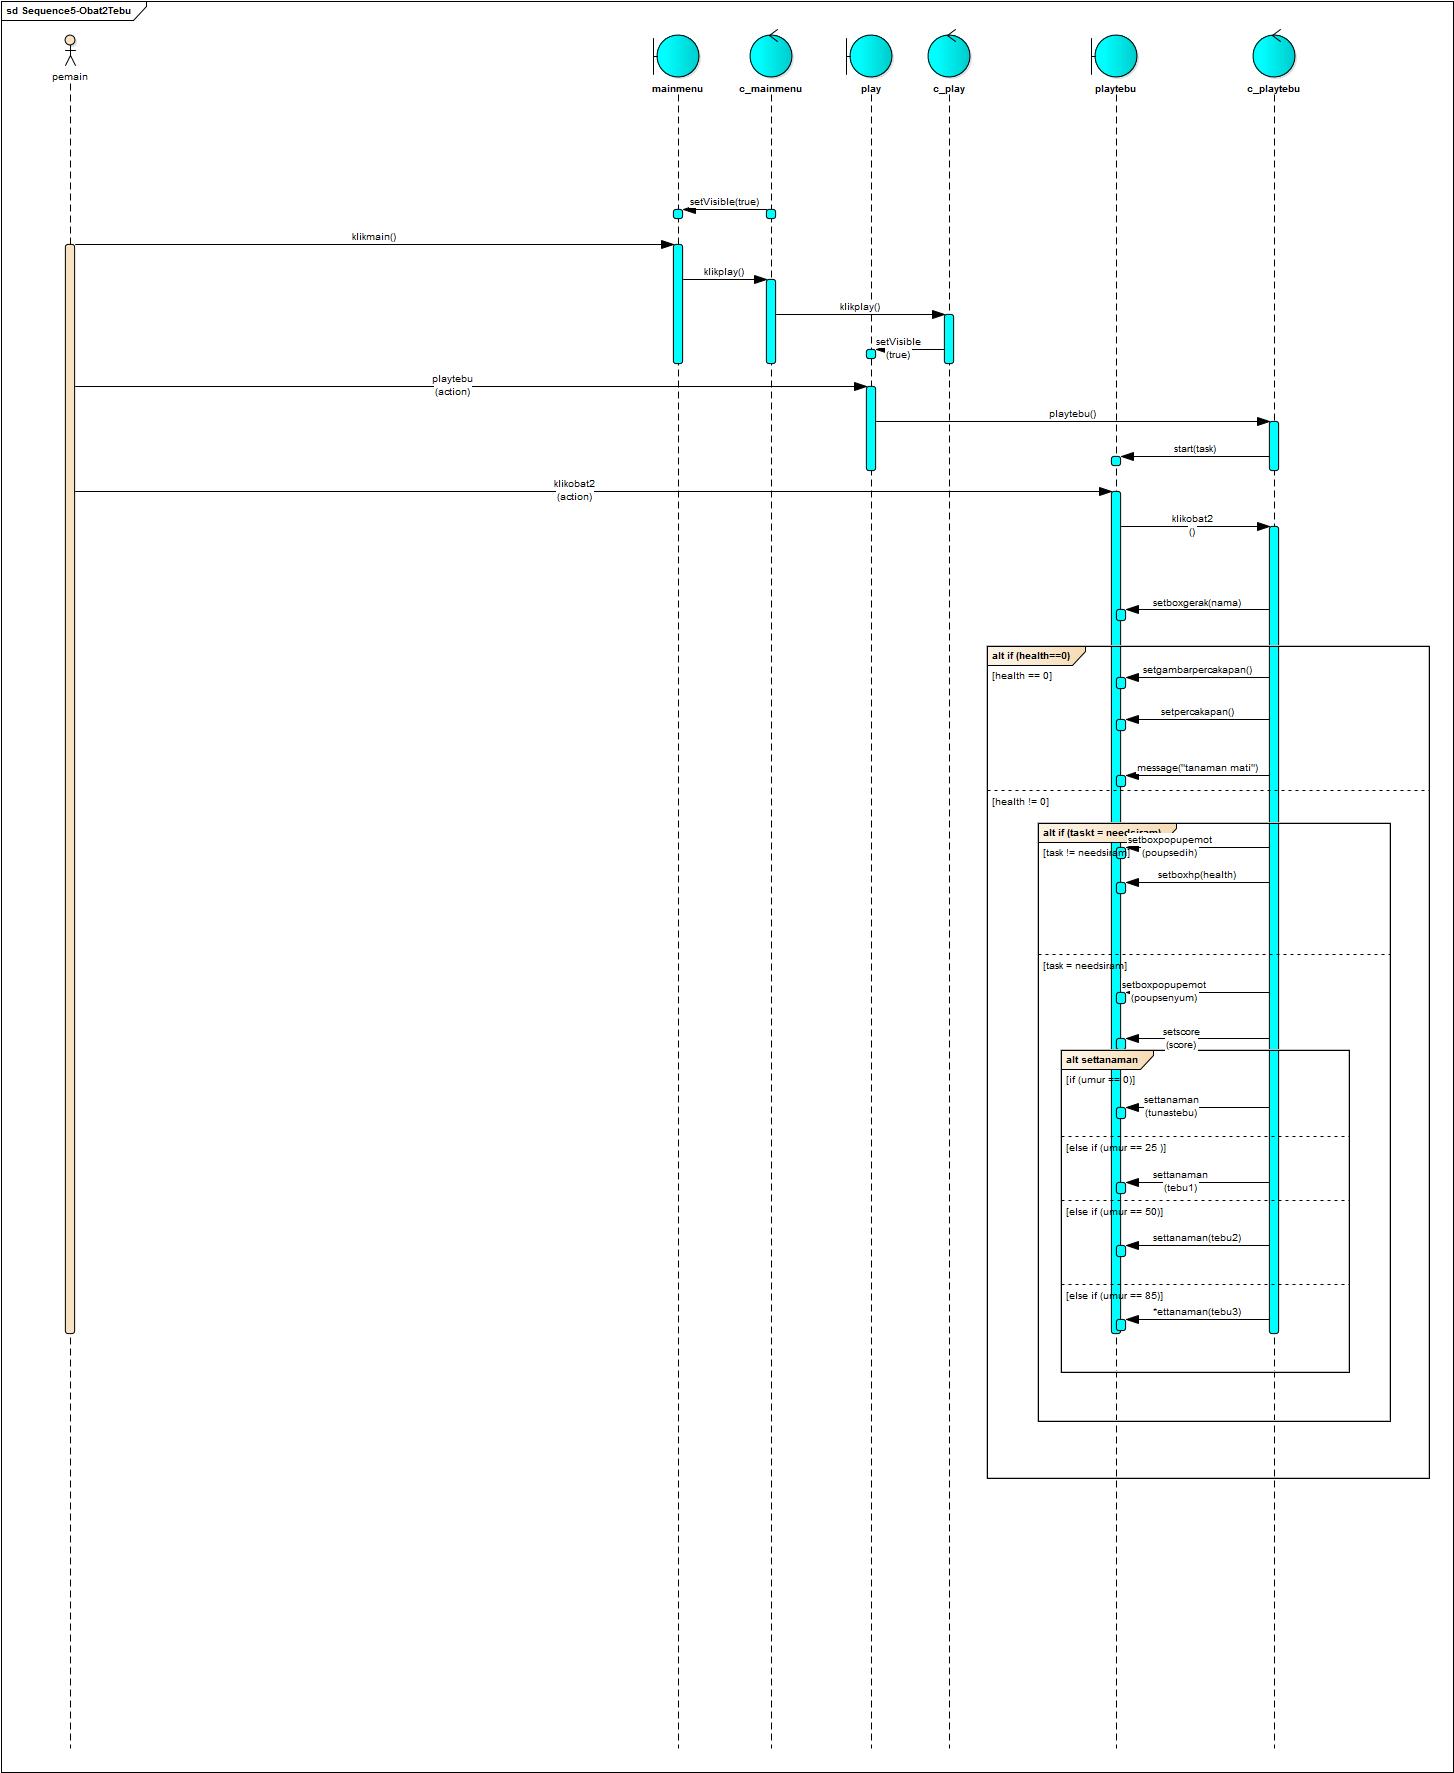 sd Sequence5-Obat2Tebu
pemain
mainmenu
c_mainmenu
play
c_play
playtebu
c_playtebu
setVisible(true)
klikmain()
klikplay()
klikplay()
setVisible
(true)
playtebu
(action)
playtebu()
start(task)
klikobat2
(action)
klikobat2
()
setboxgerak(nama)
alt if (health==0)
[health == 0]
setgambarpercakapan()
setpercakapan()
message("tanaman mati")
[health != 0]
alt if (taskt = needsiram)
setboxpopupemot
(poupsedih)
[task != needsiram]
setboxhp(health)
[task = needsiram]
setboxpopupemot
(poupsenyum)
setscore
(score)
alt settanaman
[if (umur == 0)]
settanaman
(tunastebu)
[else if (umur == 25 )]
settanaman
(tebu1)
[else if (umur == 50)]
settanaman(tebu2)
[else if (umur == 85)]
*ettanaman(tebu3)